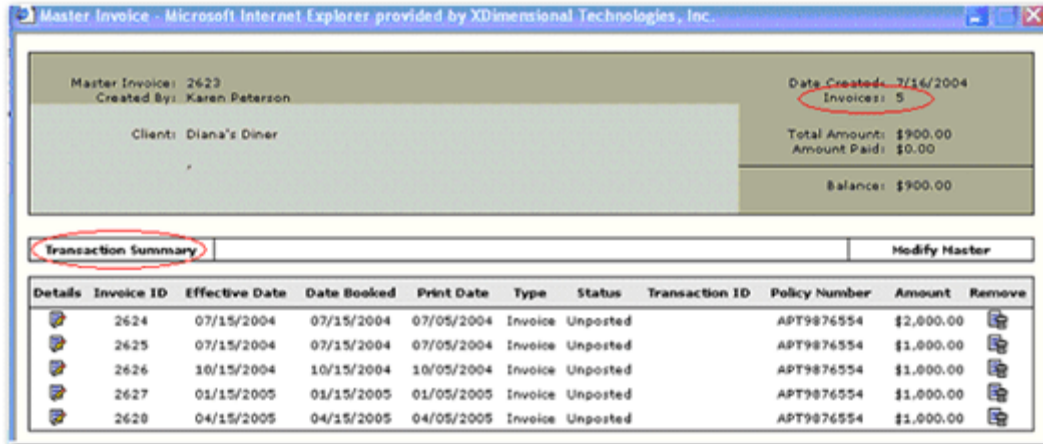 Master Invoice - Microsoft Internet Explorer provided by XDimensional Technologies, Inc.
Master Invoice: 2623
Created By: Karen Peterson
Client: Diana's Diner
,
Date Created: 7/16/2004
Invoices: 5
Total Amount: $900.00
Amount Paid: $0.00
Balance: $900.00
Transaction Summary Modify Master
Details Invoice ID Effective Date Date Booked Print Date Type Status Transaction ID Policy Number Amount Remove
2624 07/15/2004 07/15/2004 07/05/2004 Invoice Unposted APT9876554 $2,000.00
2625 07/15/2004 07/15/2004 07/05/2004 Invoice Unposted APT9876554 $1,000.00
2626 10/15/2004 10/15/2004 10/05/2004 Invoice Unposted APT9876554 $1,000.00
2627 01/15/2005 01/15/2005 01/05/2005 Invoice Unposted APT9876554 $1,000.00
2628 04/15/2005 04/15/2005 04/05/2005 Invoice Unposted APT9876554 $1,000.00